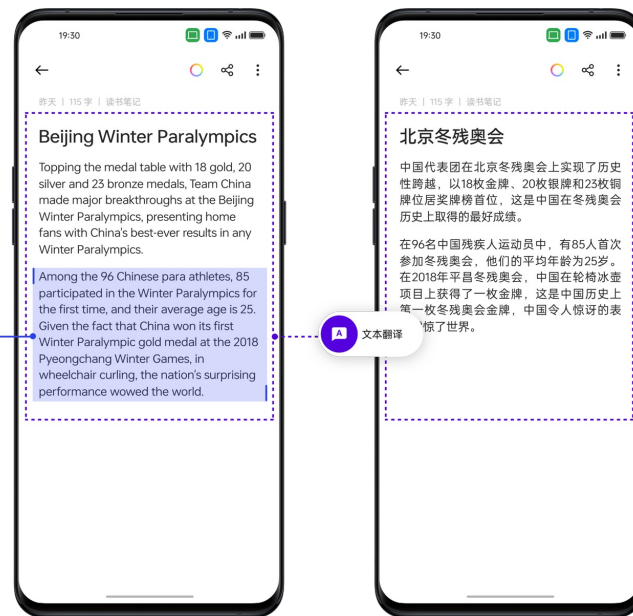 19:30
昨天 | 115 字 | 读书笔记
Beijing Winter Paralympics
Topping the medal table with 18 gold, 20
silver and 23 bronze medals, Team China
made major breakthroughs at the Beijing
Winter Paralympics, presenting home
fans with China's best-ever results in any
Winter Paralympics.
Among the 96 Chinese para athletes, 85
participated in the Winter Paralympics for
the first time, and their average age is 25.
Given the fact that China won its first
Winter Paralympic gold medal at the 2018
Pyeongchang Winter Games, in
wheelchair curling, the nation's surprising
performance wowed the world.
A 文本翻译
19:30
昨天 | 115 字 | 读书笔记
北京冬残奥会
中国代表团在北京冬残奥会上实现了历史
性跨越，以18枚金牌、20枚银牌和23枚铜
牌位居奖牌榜首位，这是中国在冬残奥会
历史上取得的最好成绩。
在96名中国残疾人运动员中，有85人首次
参加冬残奥会，他们的平均年龄为25岁。
在2018年平昌冬残奥会，中国在轮椅冰壶
项目上获得了一枚金牌，这是中国历史上
第一枚冬残奥会金牌，中国令人惊讶的表
惊了世界。